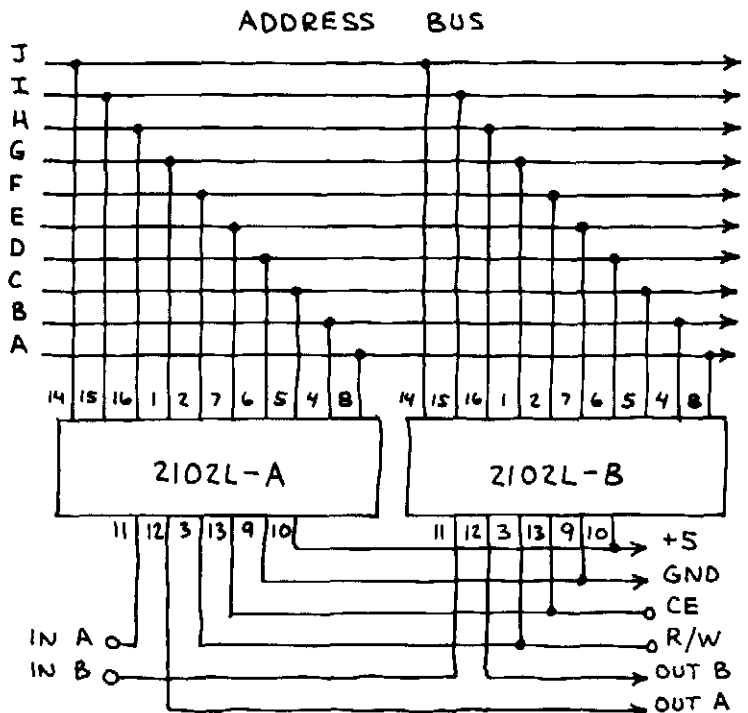 ADDRESS BUS
J
I
H
G
F
E
D
C
B
A
14 15 16 1 2 7 6 5 4 8 14 15 16 1 2 7 6 5 4 8
2102L-A 2102L-B
11 12 3 13 9 10 11 12 3 13 9 10 +5
GND
CE
IN A R/W
IN B OUT B
OUT A